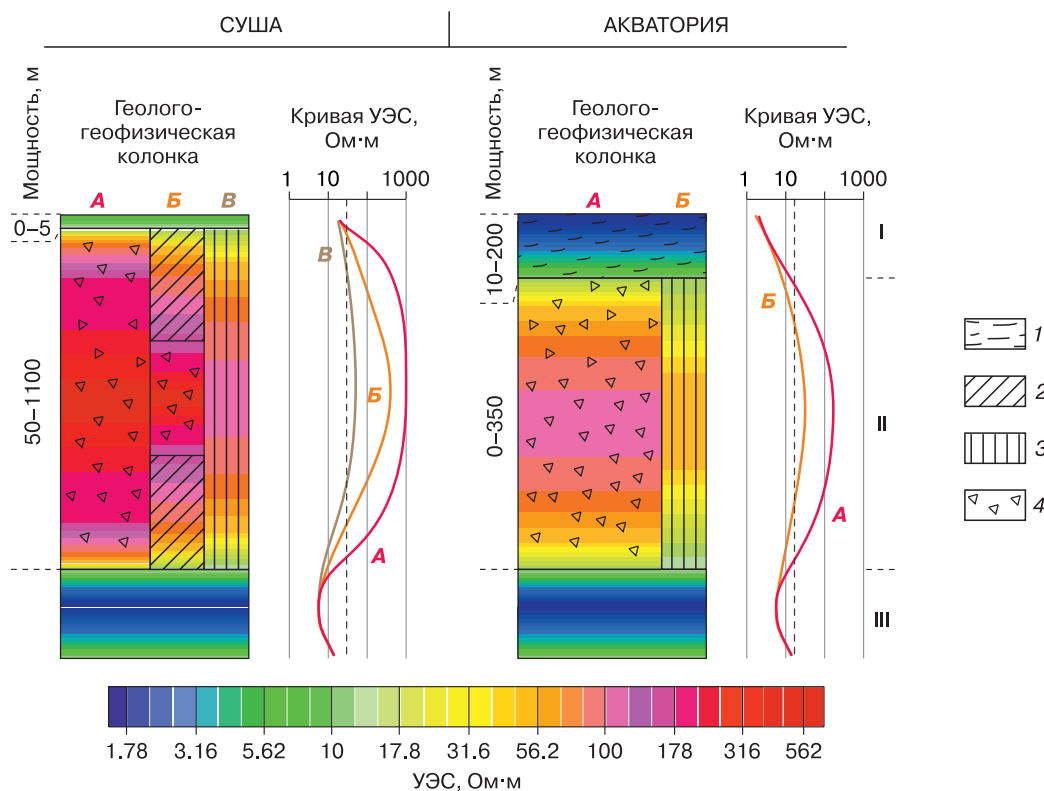 СУША
АКВАТОРИЯ
Мощность, м
Геолого-
геофизическая
колонка
Кривая УЭС,
Ом·м
1 10 1000
А Б В
0–5
50–1100
В
Б
А
Мощность, м
Геолого-
геофизическая
колонка
Кривая УЭС,
Ом·м
1 10 1000
А Б
10–200
0–350
Б
А
I
II
III
1
2
3
4
1.78 3.16 5.62 10 17.8 31.6 56.2 100 178 316 562
УЭС, Ом·м